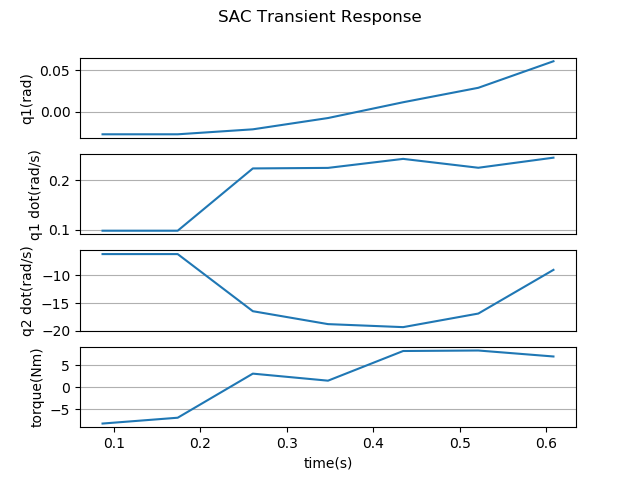 SAC Transient Response
0.05
0.00
q1(rad)
0.2
0.1
q1 dot(rad/s)
−10
−15
−20
q2 dot(rad/s)
5
0
−5
torque(Nm)
0.1 0.2 0.3 0.4 0.5 0.6
time(s)